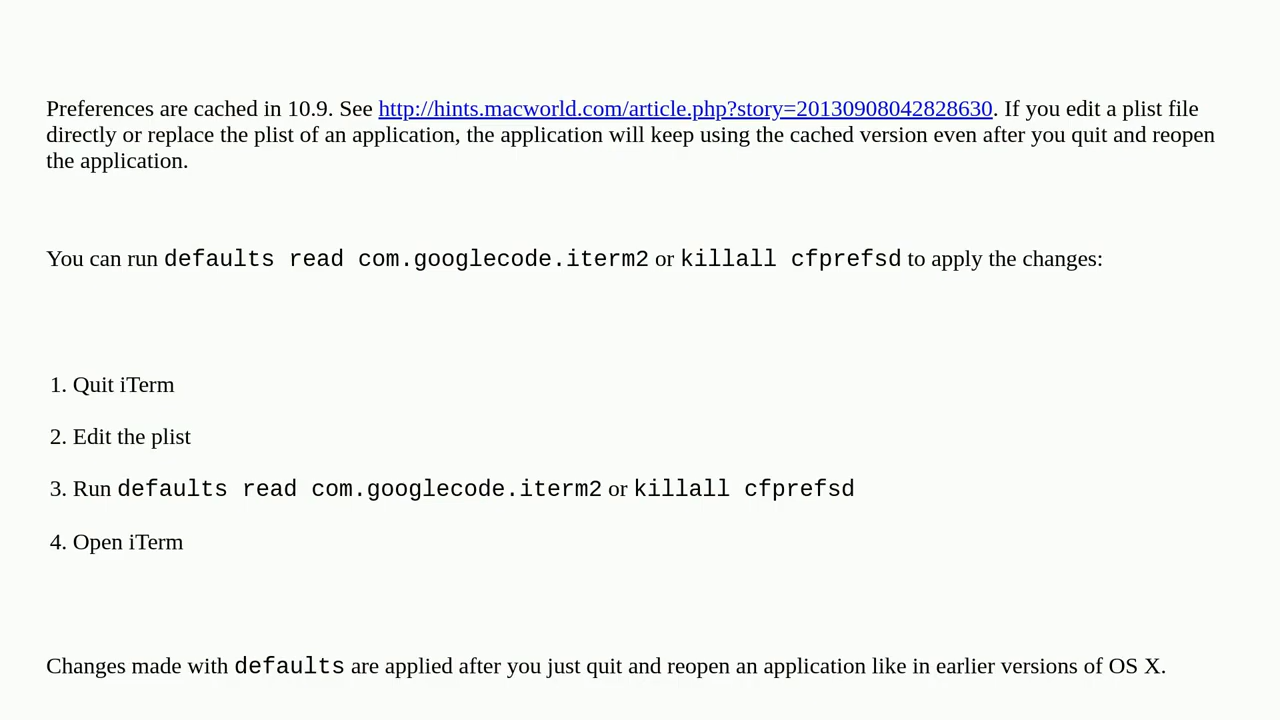 Preferences are cached in 10.9. See http://hints.macworld.com/article.php?story=20130908042828630. If you edit a plist file
directly or replace the plist of an application, the application will keep using the cached version even after you quit and reopen
the application.
You can run defaults read com.googlecode.iterm2 or killall cfprefsd to apply the changes:
1. Quit iTerm
2. Edit the plist
3. Run defaults read com.googlecode.iterm2 or killall cfprefsd
4. Open iTerm
Changes made with defaults are applied after you just quit and reopen an application like in earlier versions of OS X.